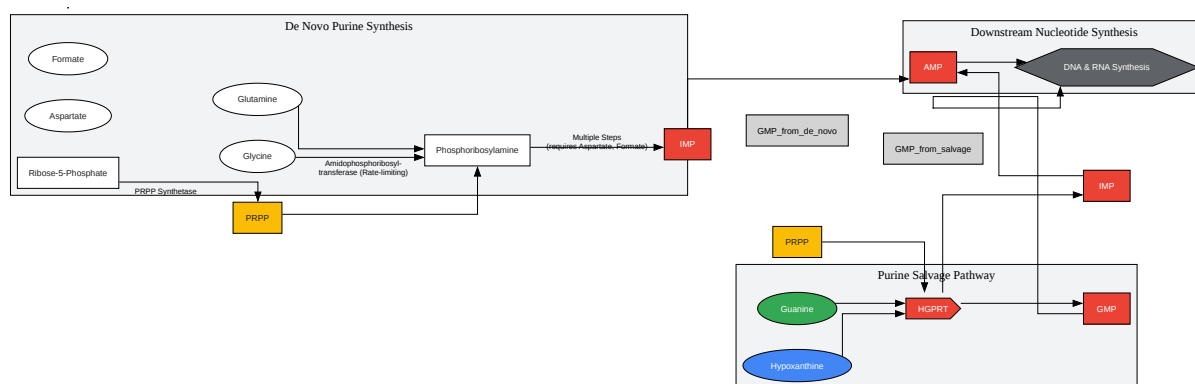 De Novo Purine Synthesis
Formate
Aspartate
Ribose-5-Phosphate
PRPP Synthetase
PRPP
Glutamine
Glycine
Amidophosphoribosyl-
transferase (Rate-limiting)
Phosphoribosylamine
Multiple Steps
(requires Aspartate, Formate)
IMP
Downstream Nucleotide Synthesis
AMP
DNA & RNA Synthesis
GMP_from_de_novo
GMP_from_salvage
IMP
PRPP
Purine Salvage Pathway
Guanine
HGPRT
GMP
Hypoxanthine